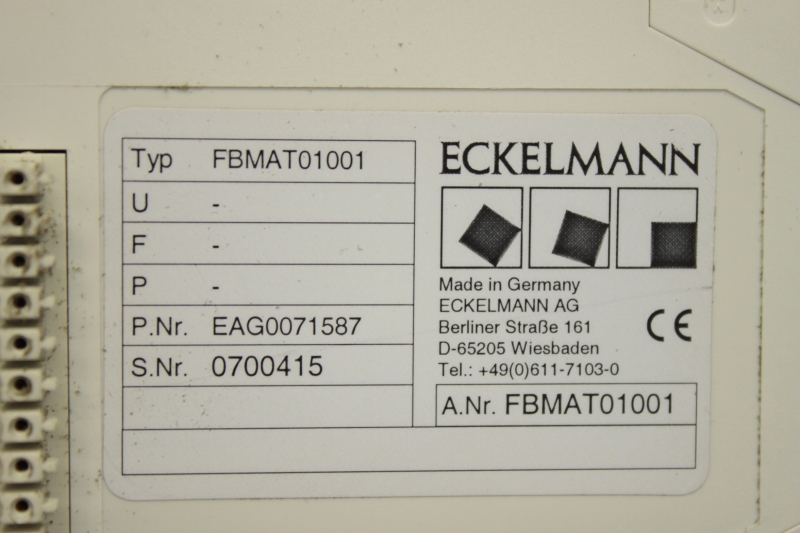 Typ FBMAT01001
U -
F -
P -
P.Nr. EAG0071587
S.Nr. 0700415
ECKELMANN
Made in Germany
ECKELMANN AG
Berliner Straße 161
D-65205 Wiesbaden
Tel.: +49(0)611-7103-0
CE
A.Nr. FBMAT01001